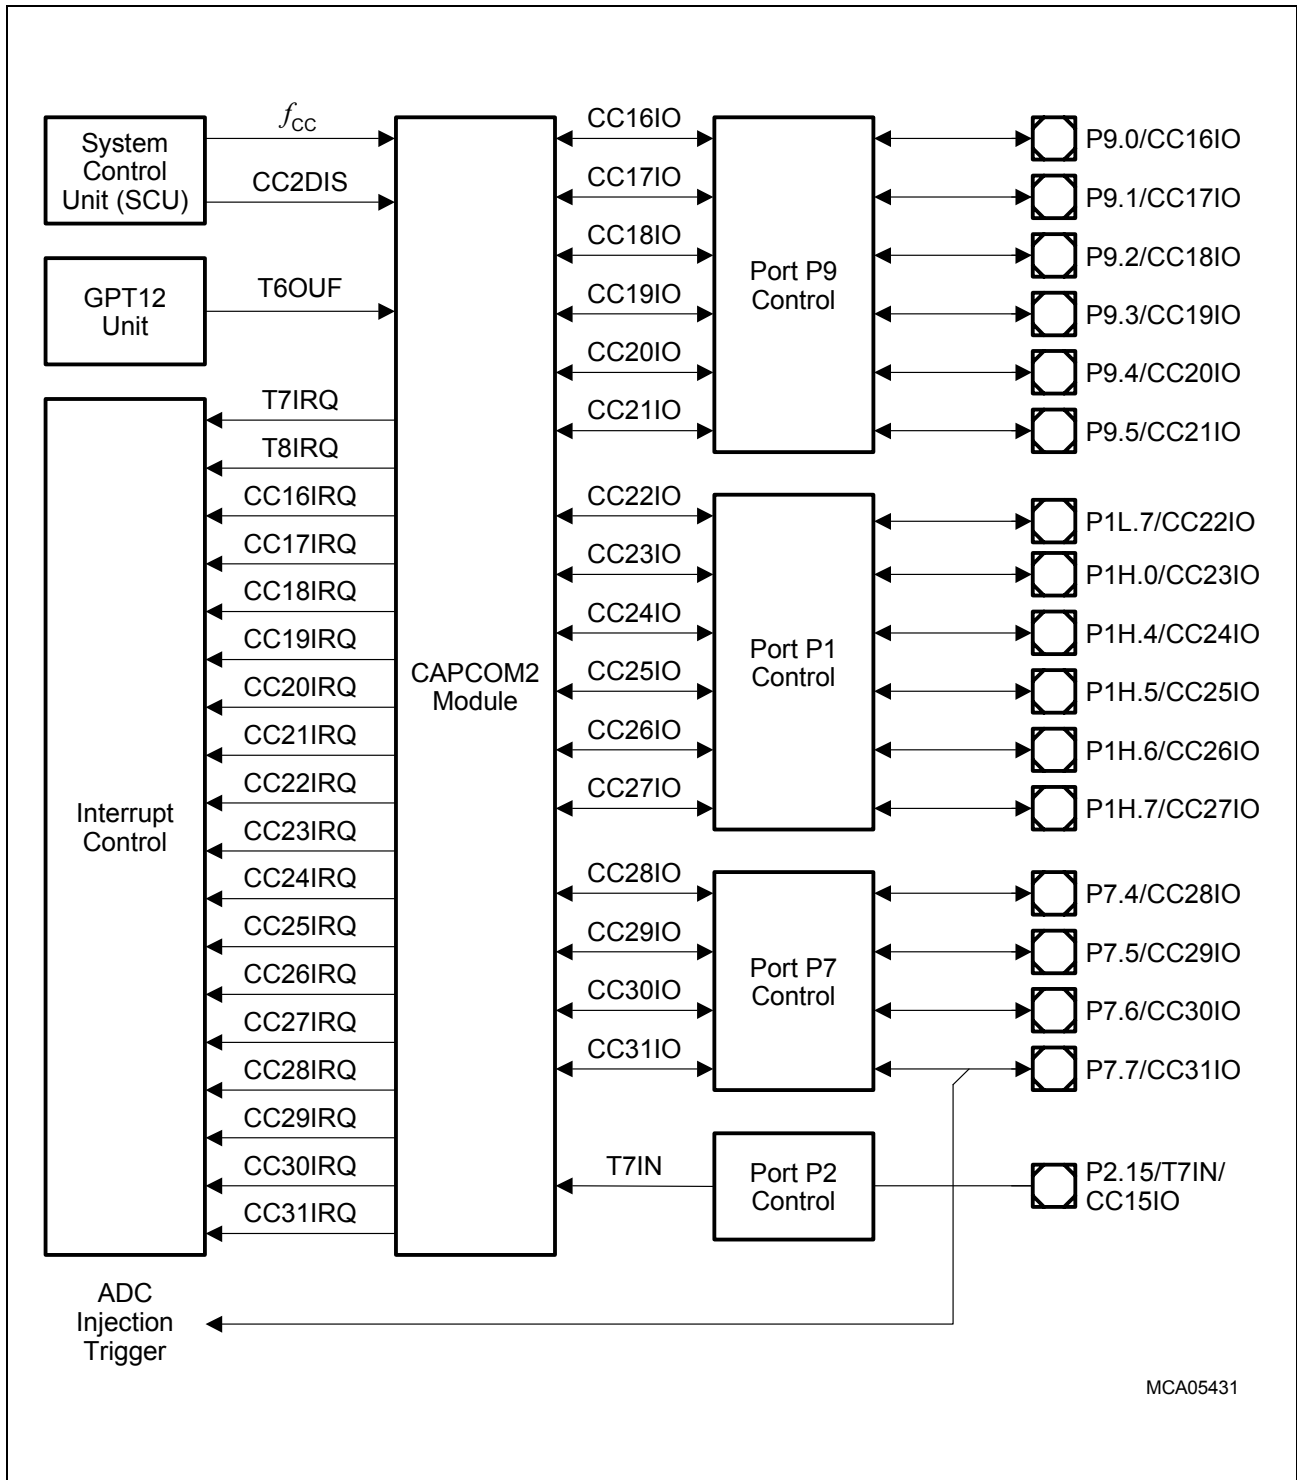 System
Control
Unit (SCU)
fCC
CC2DIS
GPT12
Unit
T6OUF
Interrupt
Control
T7IRQ
T8IRQ
CC16IRQ
CC17IRQ
CC18IRQ
CC19IRQ
CC20IRQ
CC21IRQ
CC22IRQ
CC23IRQ
CC24IRQ
CC25IRQ
CC26IRQ
CC27IRQ
CC28IRQ
CC29IRQ
CC30IRQ
CC31IRQ
ADC
Injection
Trigger
CAPCOM2
Module
CC16IO
CC17IO
CC18IO
CC19IO
CC20IO
CC21IO
Port P9
Control
P9.0/CC16IO
P9.1/CC17IO
P9.2/CC18IO
P9.3/CC19IO
P9.4/CC20IO
P9.5/CC21IO
CC22IO
CC23IO
CC24IO
CC25IO
CC26IO
CC27IO
Port P1
Control
P1L.7/CC22IO
P1H.0/CC23IO
P1H.4/CC24IO
P1H.5/CC25IO
P1H.6/CC26IO
P1H.7/CC27IO
CC28IO
CC29IO
CC30IO
CC31IO
Port P7
Control
P7.4/CC28IO
P7.5/CC29IO
P7.6/CC30IO
P7.7/CC31IO
T7IN
Port P2
Control
P2.15/T7IN/
CC15IO
MCA05431